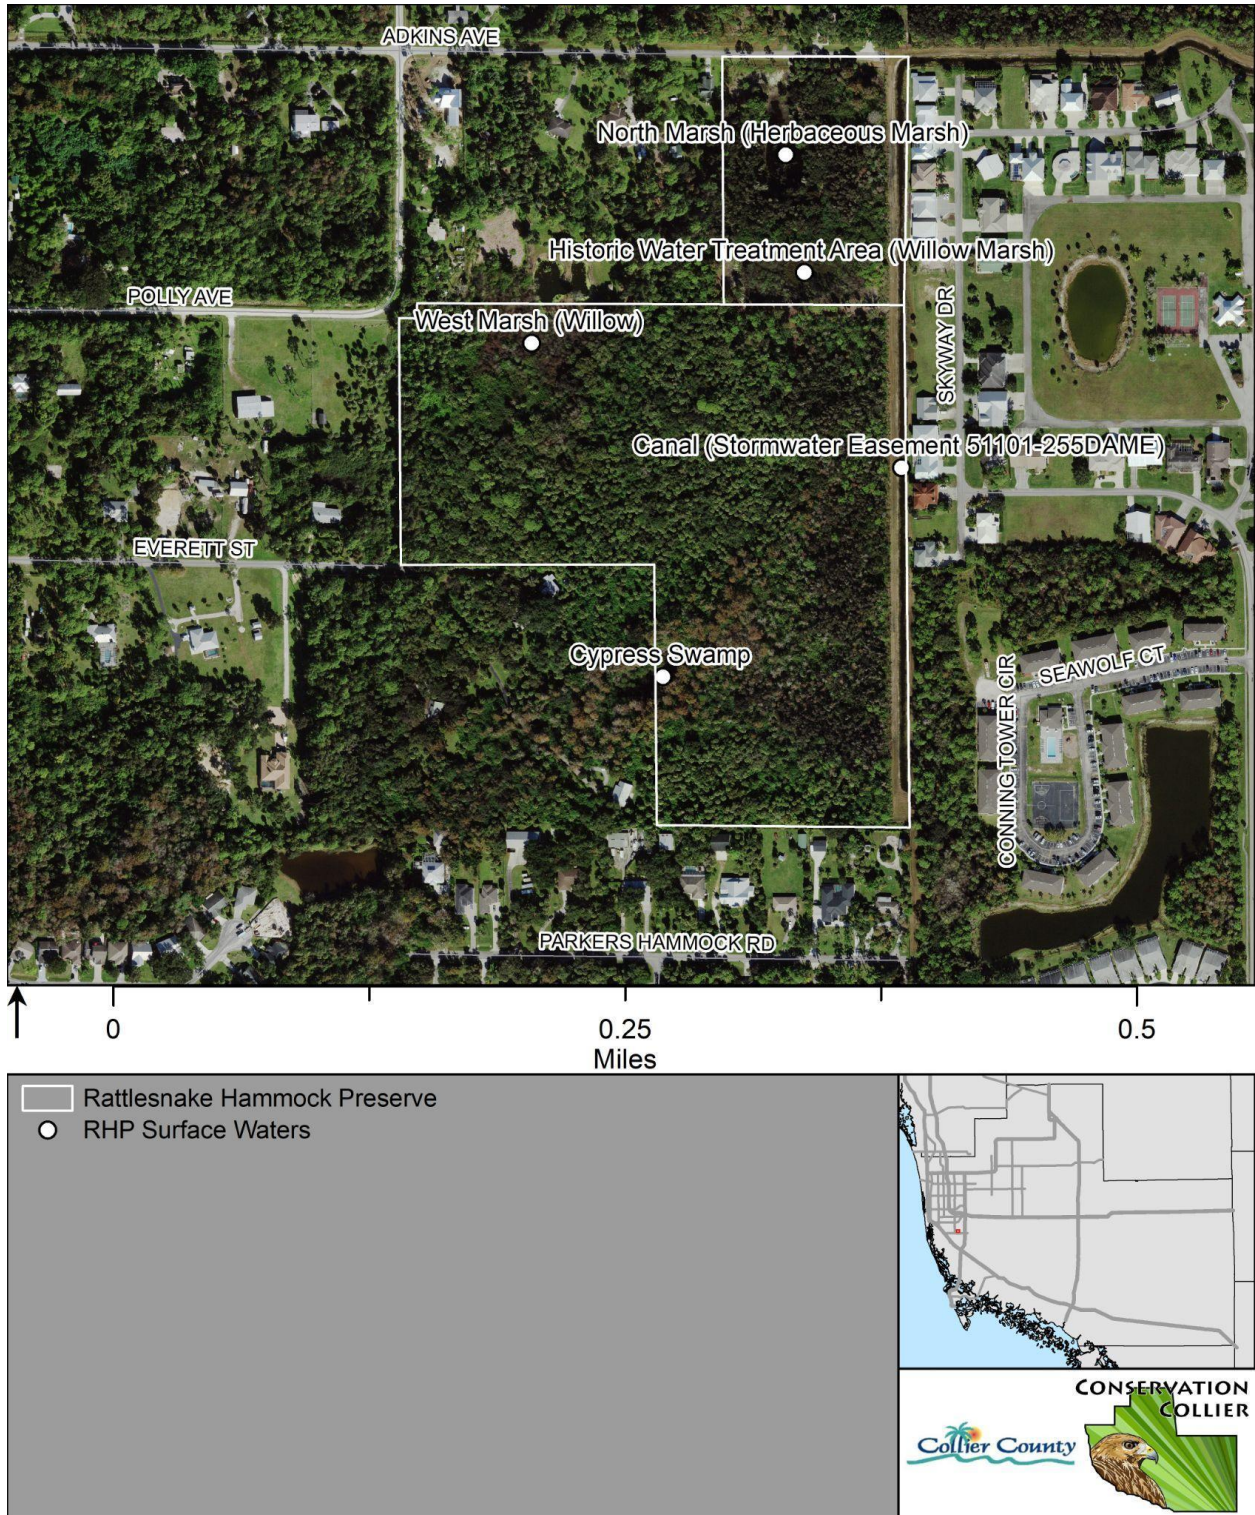 ADKINS AVE
North Marsh (Herbaceous Marsh)
Historic Water Treatment Area (Willow Marsh)
POLLY AVE
West Marsh (Willow)
SKYWAY DR
Canal (Stormwater Easement 51101-255DAME)
EVERETT ST
Cypress Swamp
SEAWOLF CT
CONNING TOWER CIR
PARKERS HAMMOCK RD
0 0.25 0.5
Miles
Rattlesnake Hammock Preserve
RHP Surface Waters
CONSERVATION
COLLIER
Collier County